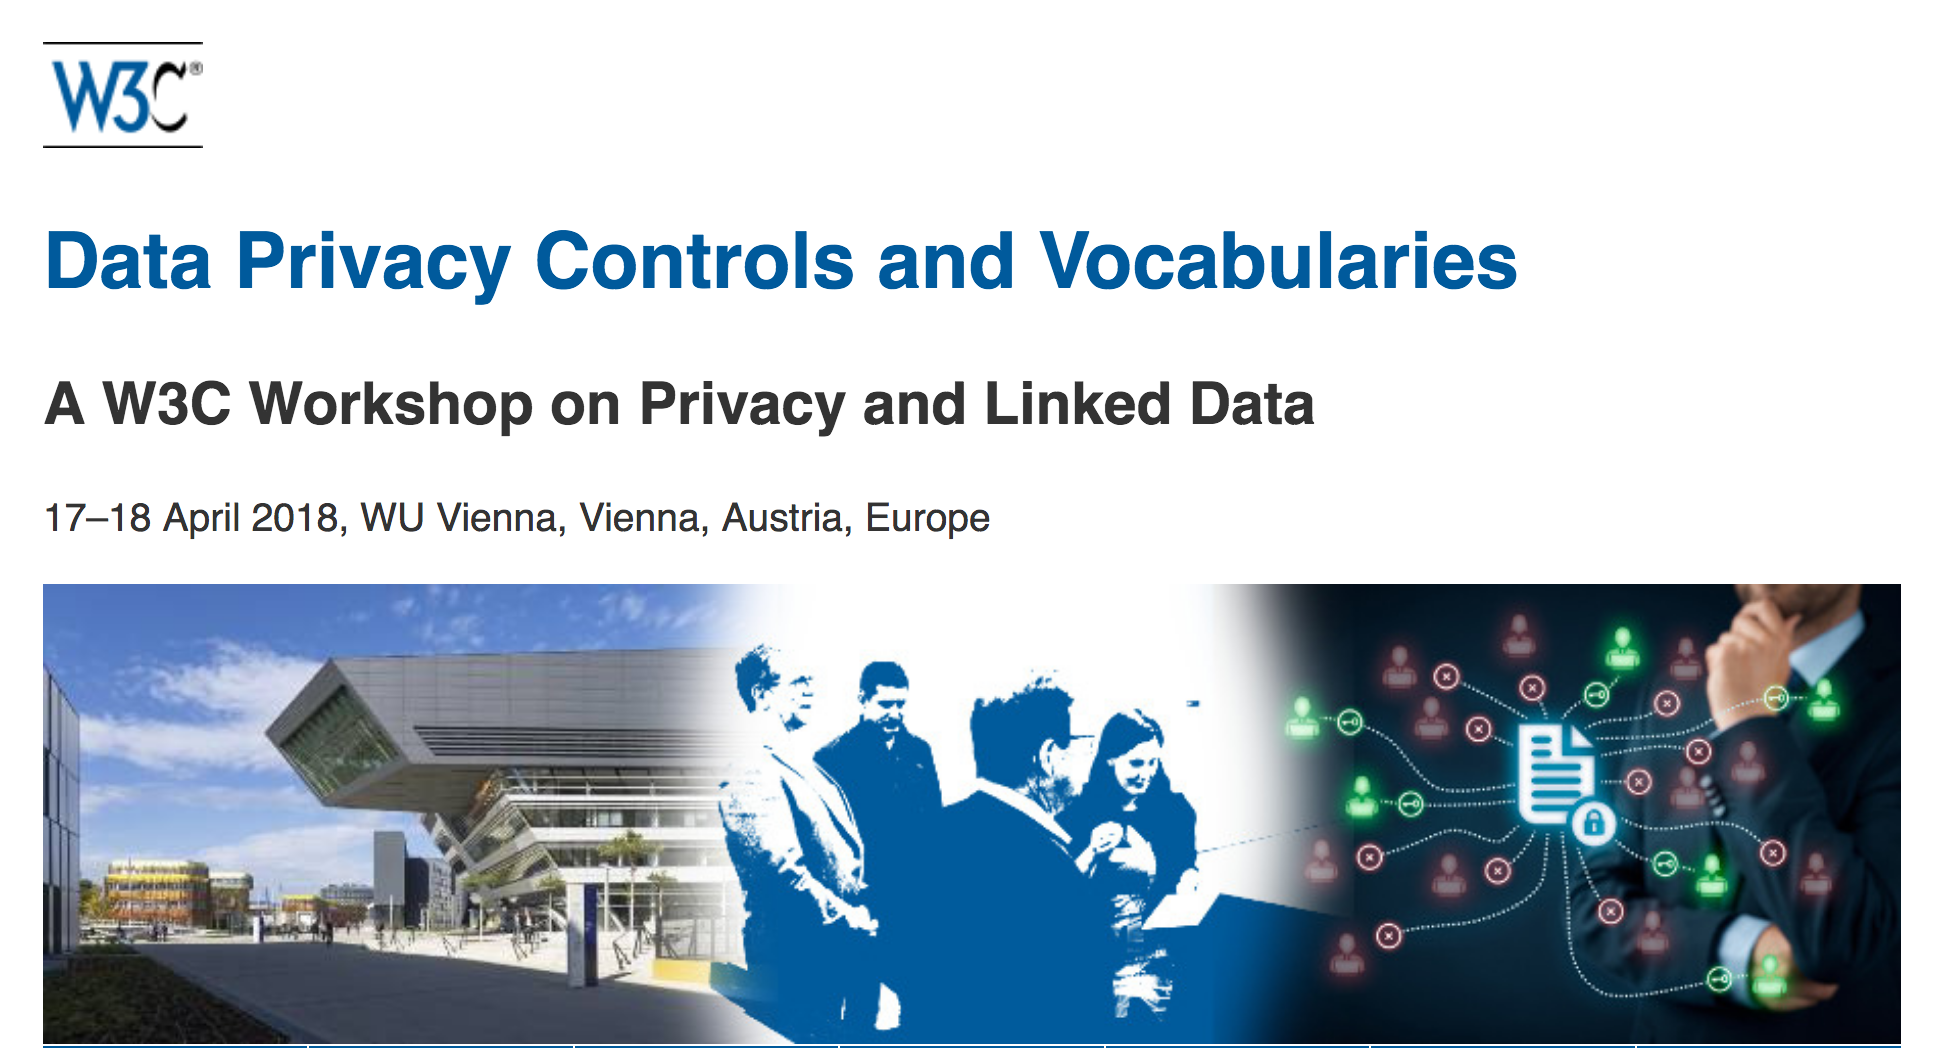 W3C®
Data Privacy Controls and Vocabularies
A W3C Workshop on Privacy and Linked Data
17–18 April 2018, WU Vienna, Vienna, Austria, Europe